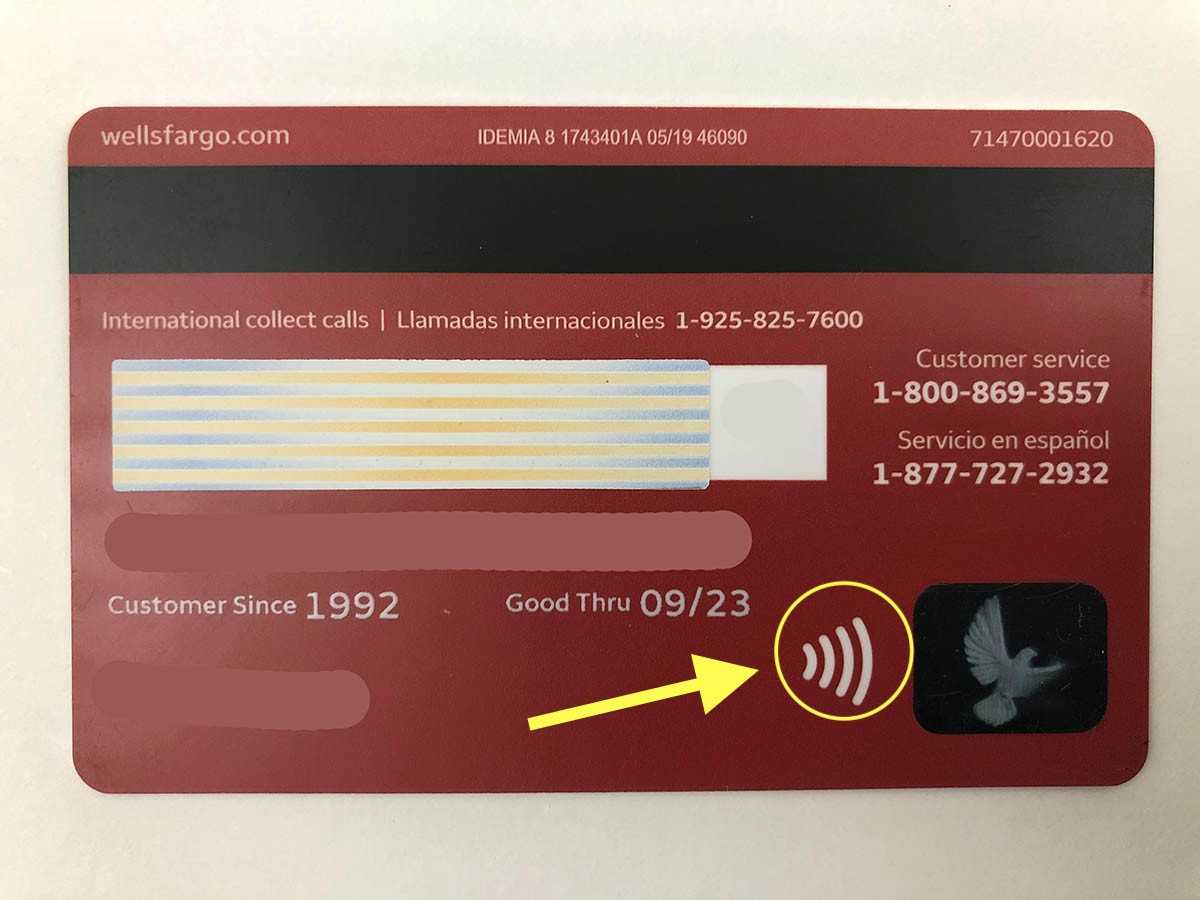 wellsfargo.com IDEMIA 8 1743401A 05/19 46090 71470001620
International collect calls | Llamadas internacionales 1-925-825-7600
Customer service
1-800-869-3557
Servicio en español
1-877-727-2932
Customer Since 1992 Good Thru 09/23